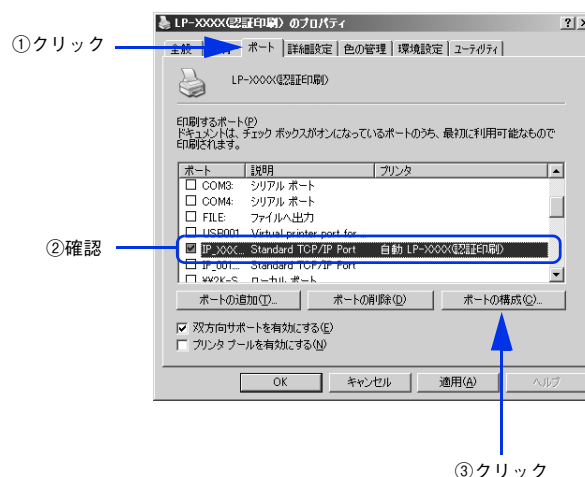 LP-XXXX(認証印刷) のプロパティ
①クリック
全般
ポート
詳細設定
色の管理
環境設定
ユーティリティ
LP-XXXX(認証印刷)
印刷するポート(P)
ドキュメントは、チェック ボックスがオンになっているポートのうち、最初に利用可能なもので
印刷されます。
ポート 説明 プリンタ
COM3: シリアル ポート
COM4: シリアル ポート
FILE: ファイルへ出力
USB001 Virtual printer port for ...
②確認
IP_XXX... Standard TCP/IP Port 自動 LP-XXXX(認証印刷)
IP_001... Standard TCP/IP Port
¥¥2K-S... ローカル ポート
ポートの追加(T)... ポートの削除(D) ポートの構成(C)...
双方向サポートを有効にする(E)
プリンタ プールを有効にする(N)
OK キャンセル 適用(A) ヘルプ
③クリック